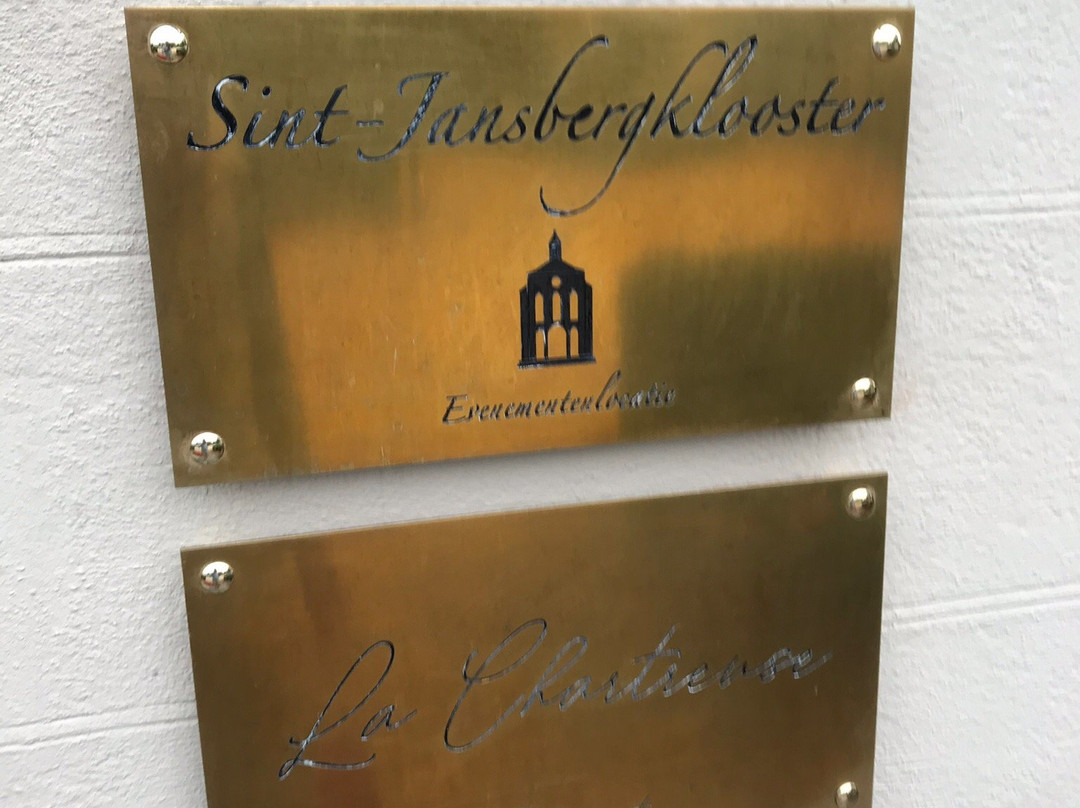 Sint-Jansbergklooster
Evenementenlocatie
La Chartreuse